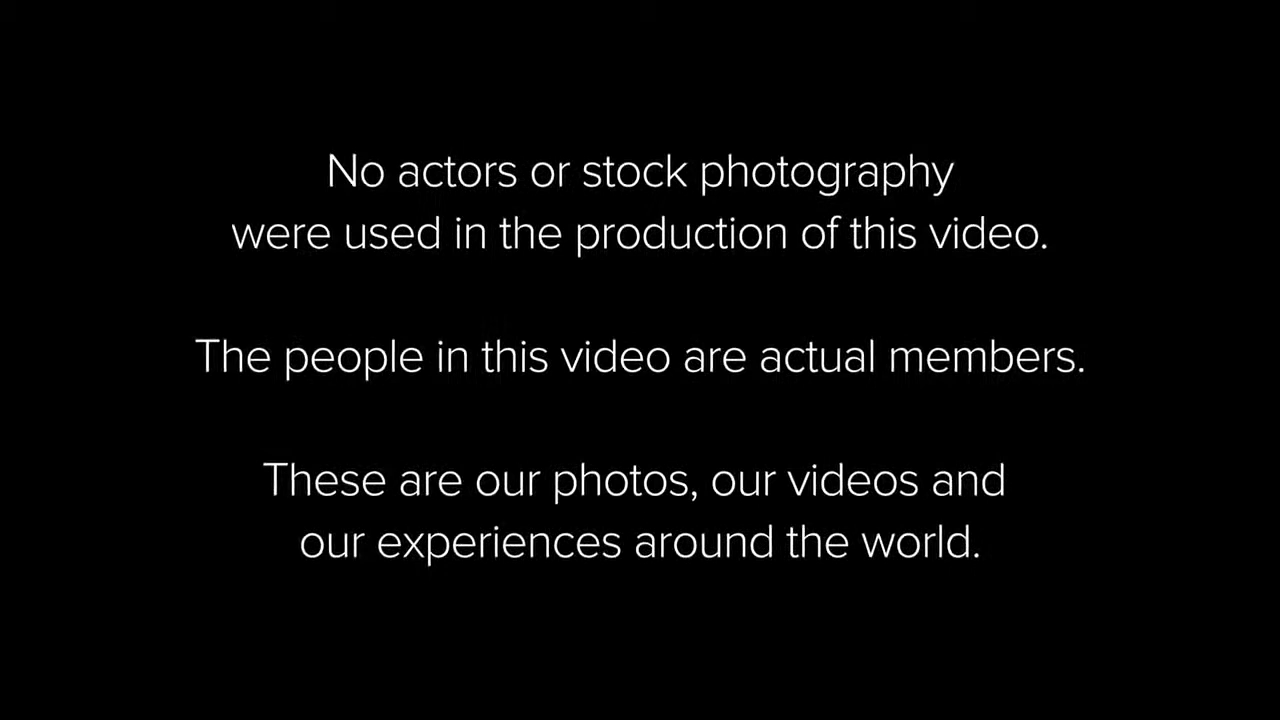 No actors or stock photography
were used in the production of this video.
The people in this video are actual members.
These are our photos, our videos and
our experiences around the world.